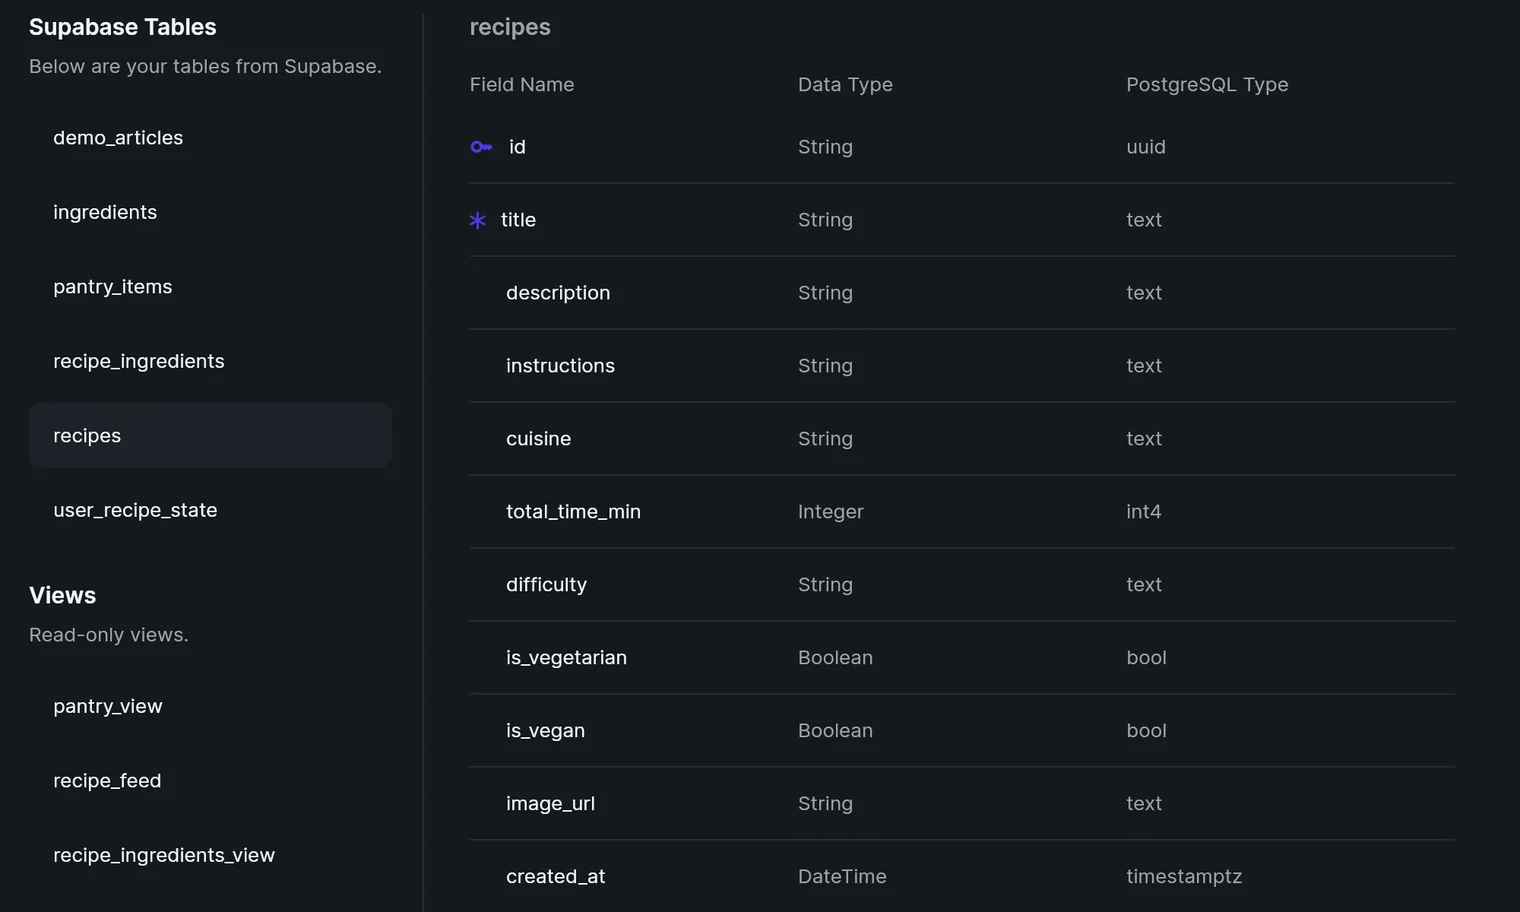 Supabase Tables
Below are your tables from Supabase.
demo_articles
ingredients
pantry_items
recipe_ingredients
recipes
user_recipe_state
Views
Read-only views.
pantry_view
recipe_feed
recipe_ingredients_view
recipes
Field Name Data Type PostgreSQL Type
id String uuid
title String text
description String text
instructions String text
cuisine String text
total_time_min Integer int4
difficulty String text
is_vegetarian Boolean bool
is_vegan Boolean bool
image_url String text
created_at DateTime timestamptz